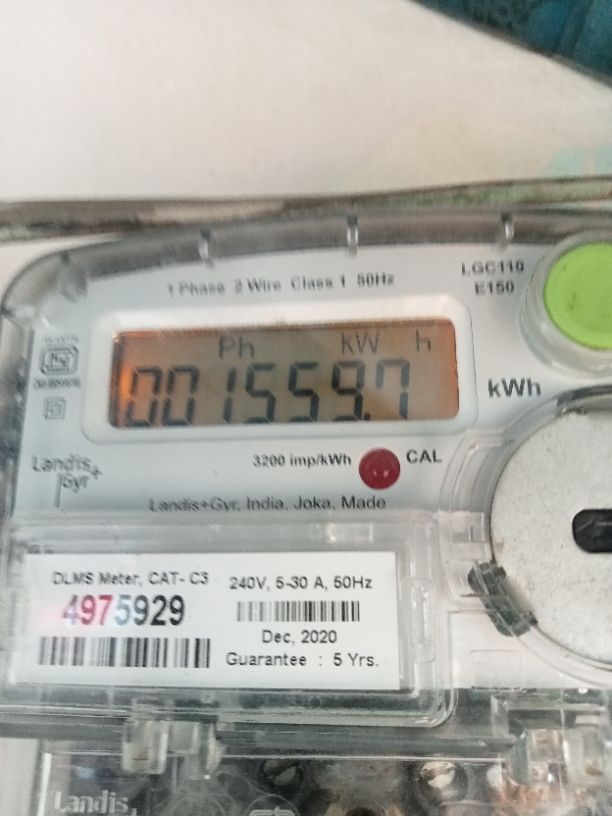 1 Phase 2 Wire Class 1 50Hz
LGC110
E150
Ph kW h
001559.7
kWh
3200 imp/kWh
CAL
Landis+
Gyr
Landis+Gyr, India, Joka, Made
DLMS Meter, CAT- C3
4975929
240V, 5-30 A, 50Hz
Dec, 2020
Guarantee : 5 Yrs.
Landis